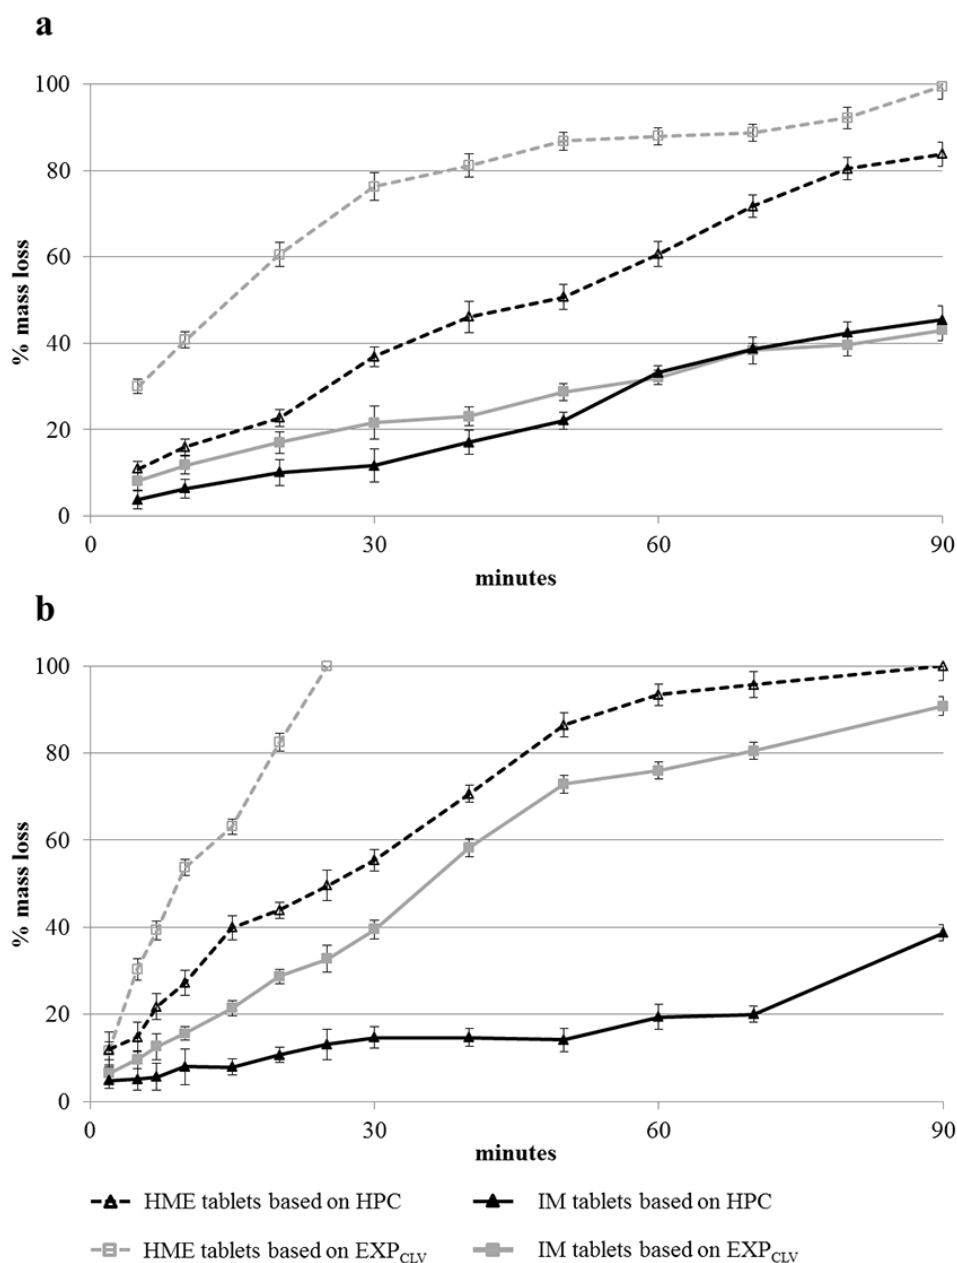 a
100
80
60
40
20
0
% mass loss
0 30 60 90
minutes
b
100
80
60
40
20
0
% mass loss
0 30 60 90
minutes
HME tablets based on HPC IM tablets based on HPC
HME tablets based on EXPCLV IM tablets based on EXPCLV